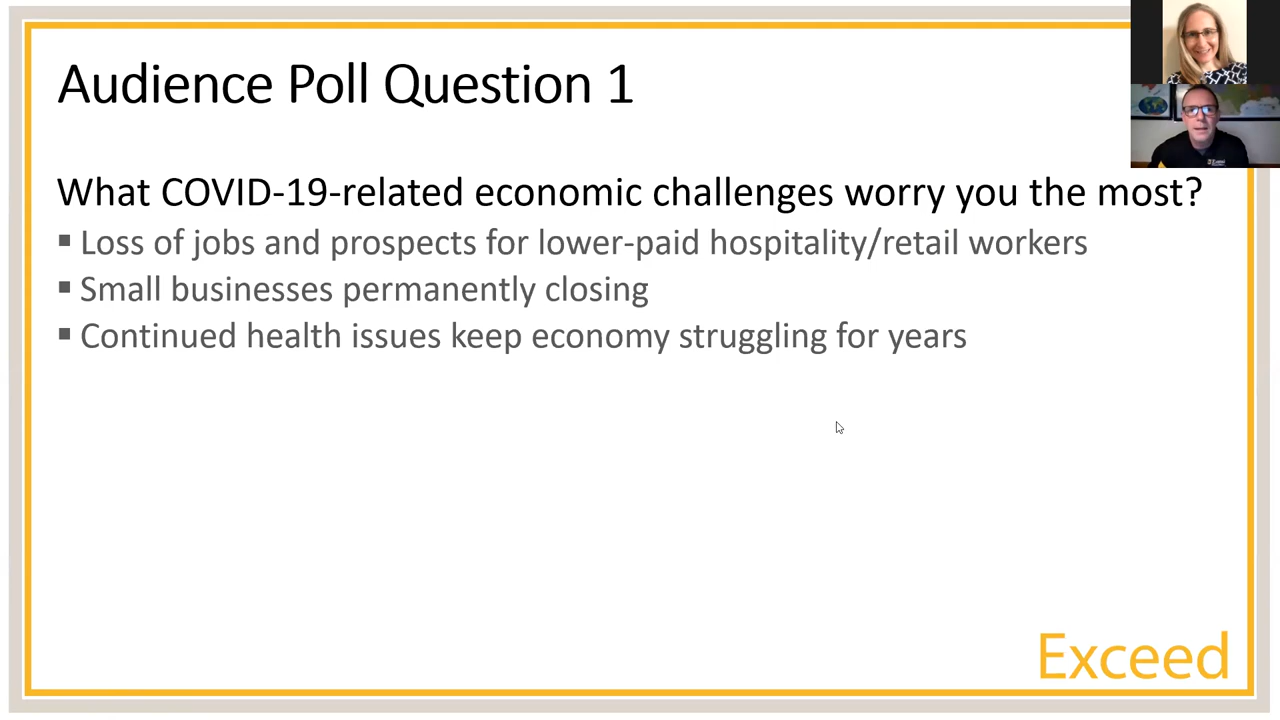 Audience Poll Question 1
What COVID-19-related economic challenges worry you the most?
▪ Loss of jobs and prospects for lower-paid hospitality/retail workers
▪ Small businesses permanently closing
▪ Continued health issues keep economy struggling for years
Exceed